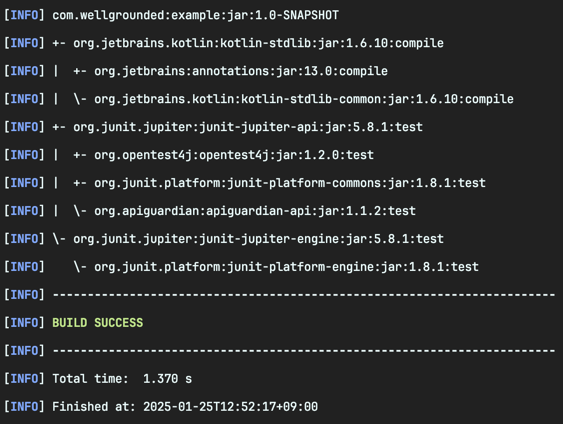 [INFO] com.wellgrounded:example:jar:1.0-SNAPSHOT
[INFO] +- org.jetbrains.kotlin:kotlin-stdlib:jar:1.6.10:compile
[INFO] |  +- org.jetbrains:annotations:jar:13.0:compile
[INFO] |  \- org.jetbrains.kotlin:kotlin-stdlib-common:jar:1.6.10:compile
[INFO] +- org.junit.jupiter:junit-jupiter-api:jar:5.8.1:test
[INFO] |  +- org.opentest4j:opentest4j:jar:1.2.0:test
[INFO] |  +- org.junit.platform:junit-platform-commons:jar:1.8.1:test
[INFO] |  \- org.apiguardian:apiguardian-api:jar:1.1.2:test
[INFO] \- org.junit.jupiter:junit-jupiter-engine:jar:5.8.1:test
[INFO]    \- org.junit.platform:junit-platform-engine:jar:1.8.1:test
[INFO] ------------------------------------------------------------------------
[INFO] BUILD SUCCESS
[INFO] ------------------------------------------------------------------------
[INFO] Total time:  1.370 s
[INFO] Finished at: 2025-01-25T12:52:17+09:00